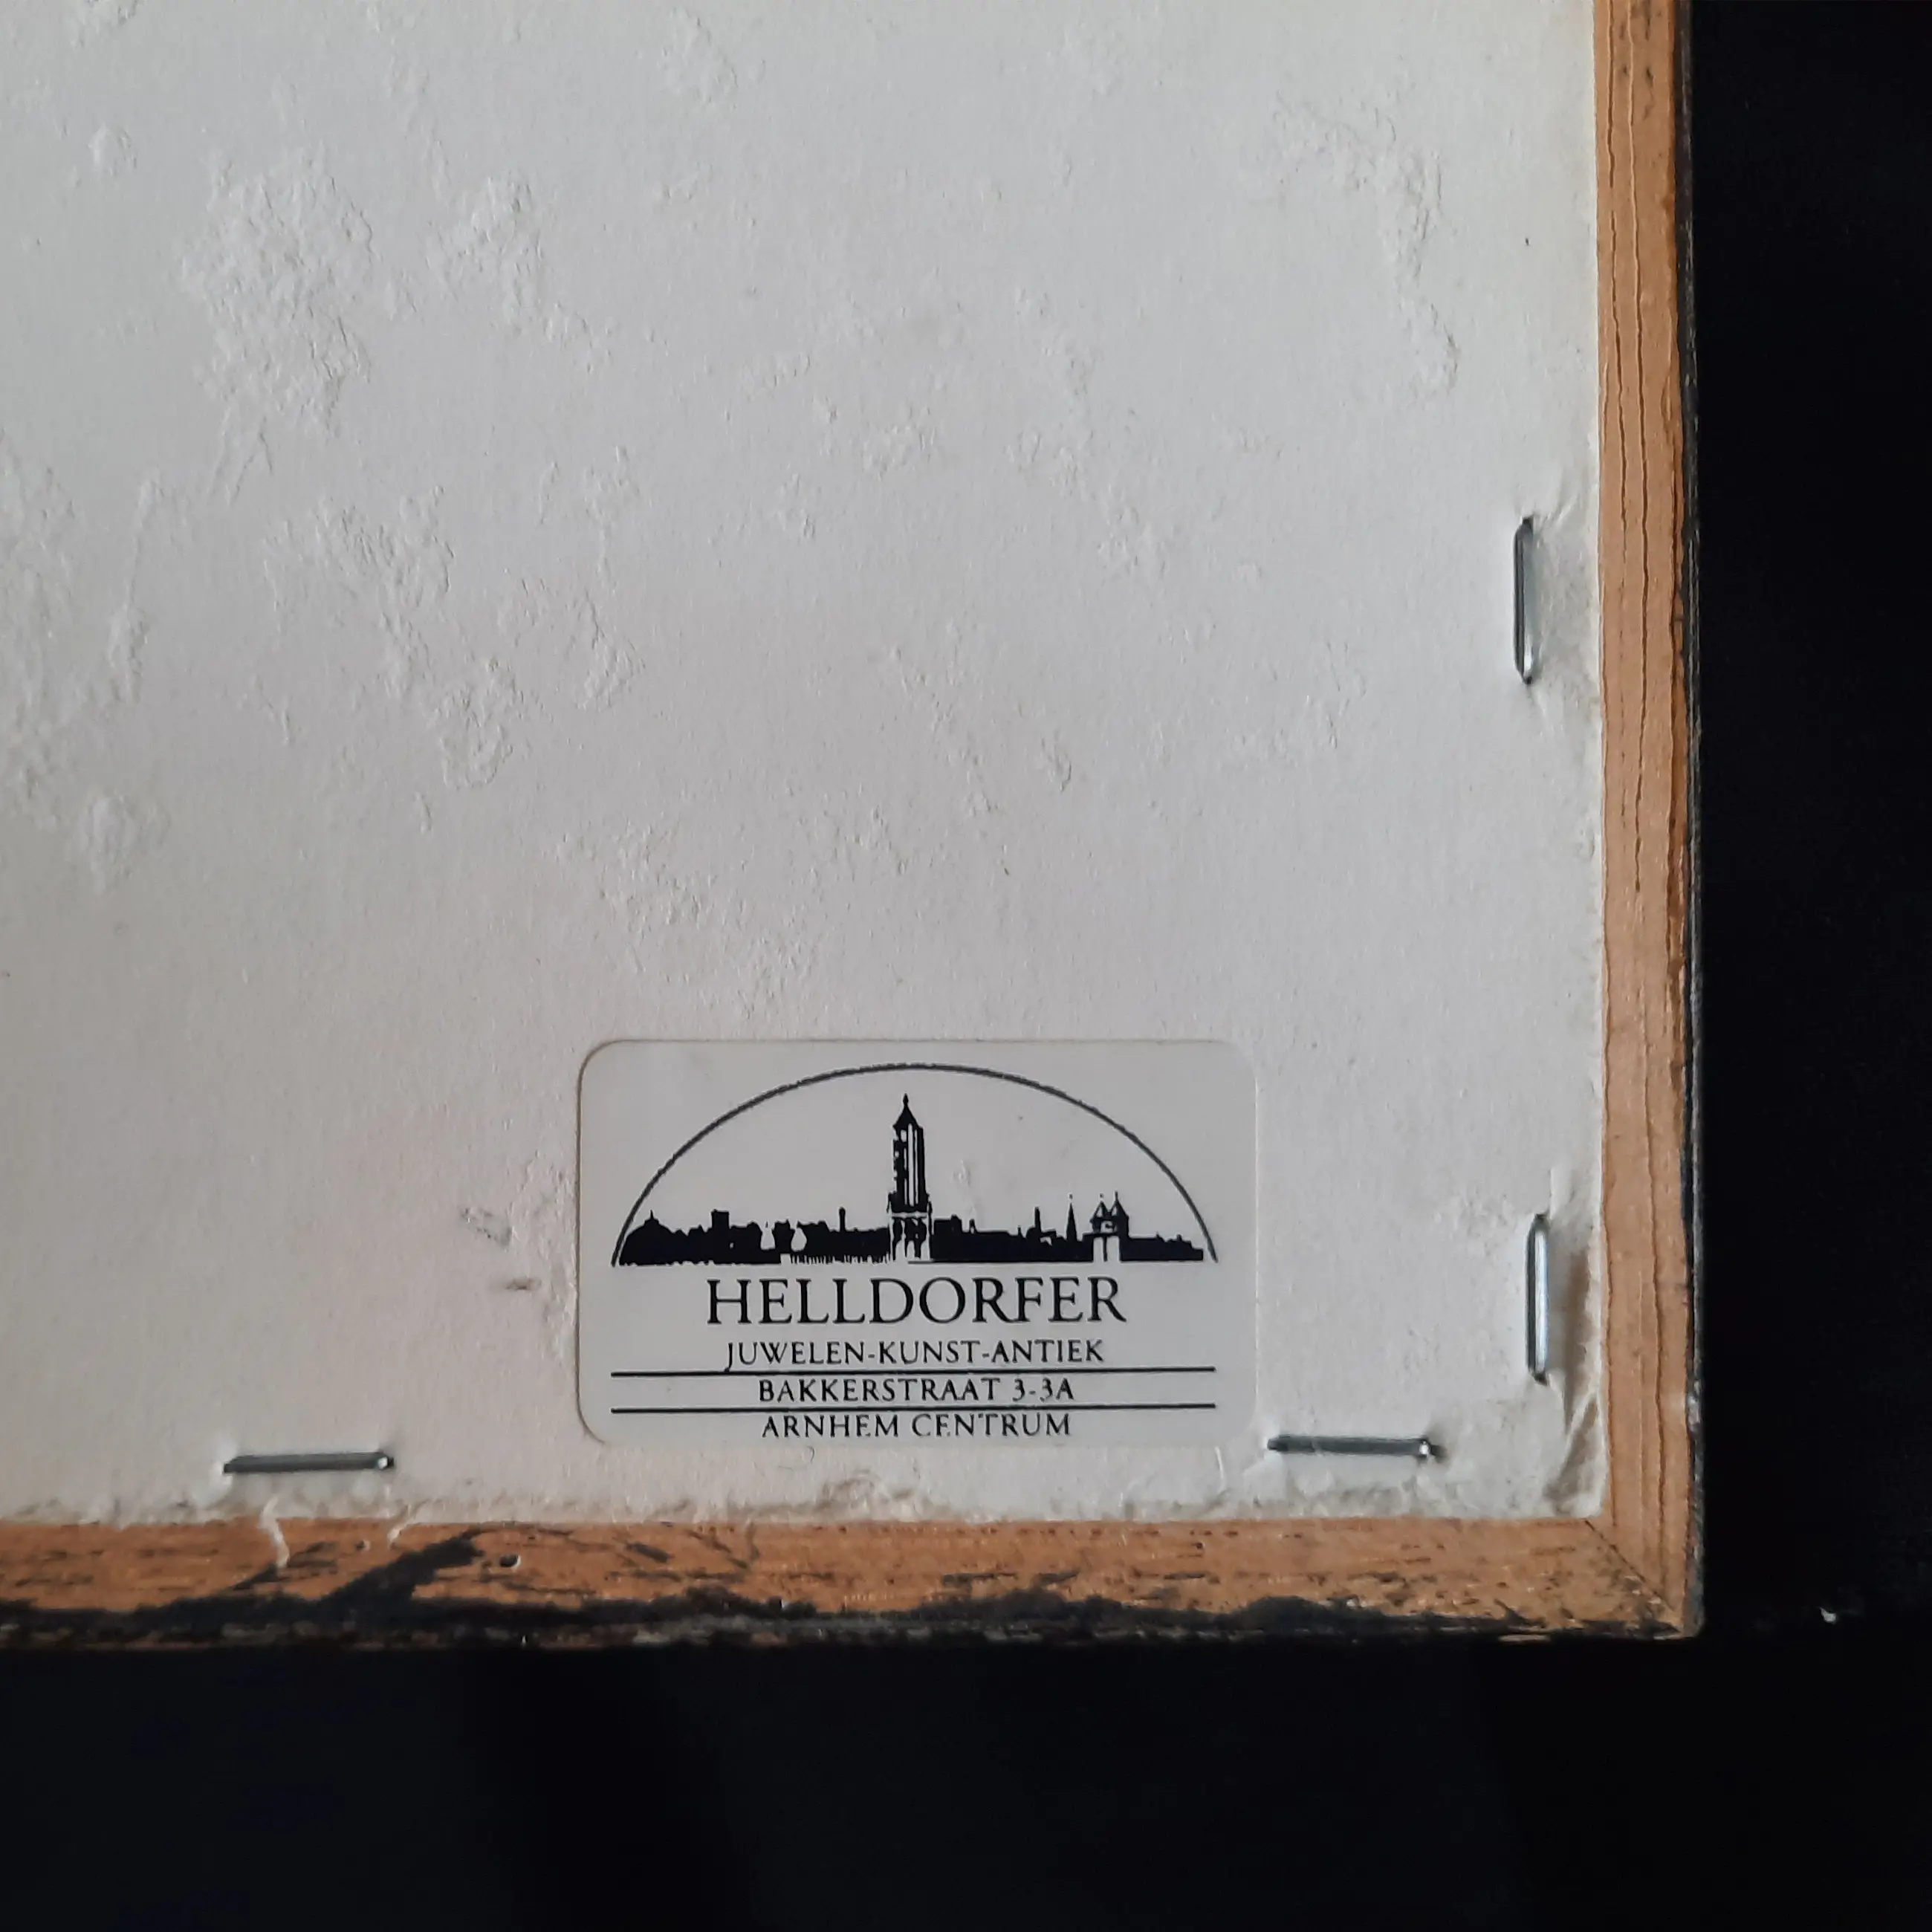 HELLDORFER
JUWELEN-KUNST-ANTIEK
BAKKERSTRAAT 3-3A
ARNHEM CENTRUM